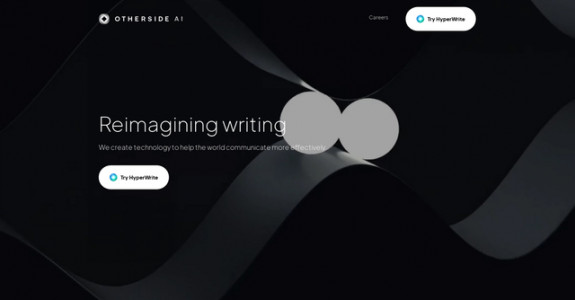 OTHERSIDE AI
Careers
Try HyperWrite
Reimagining writing
We create technology to help the world communicate more effectively.
Try HyperWrite